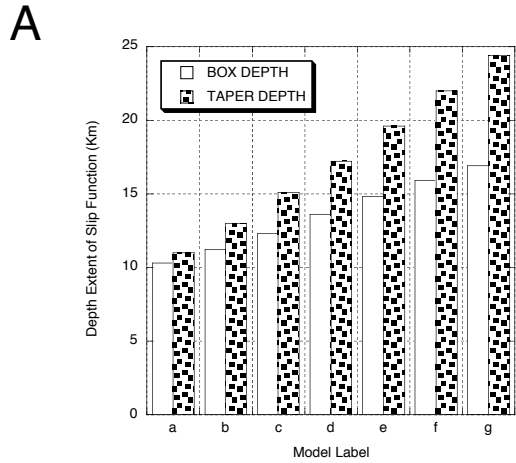 A
BOX DEPTH
TAPER DEPTH
Depth Extent of Slip Function (Km)
25
20
15
10
5
0
a b c d e f g
Model Label